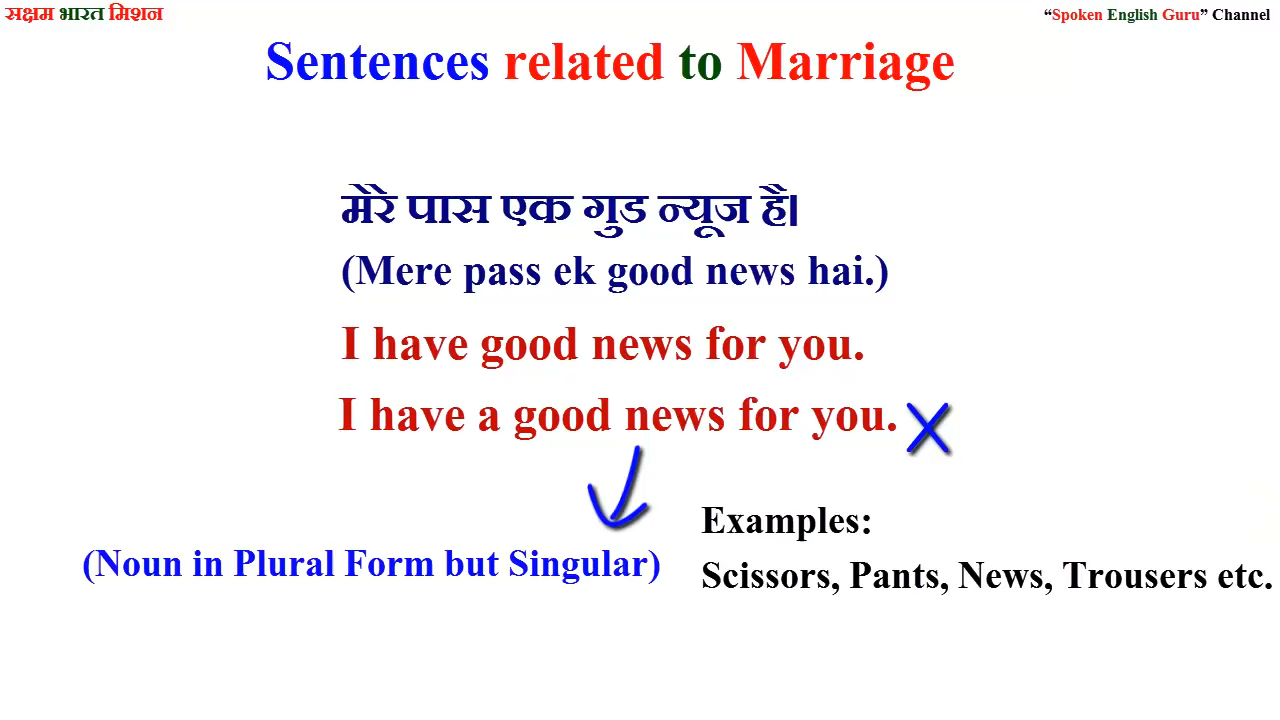 सक्षम भारत मिशन
“Spoken English Guru” Channel
Sentences related to Marriage
मेरे पास एक गुड न्यूज है।
(Mere pass ek good news hai.)
I have good news for you.
I have a good news for you.
Examples:
(Noun in Plural Form but Singular)
Scissors, Pants, News, Trousers etc.